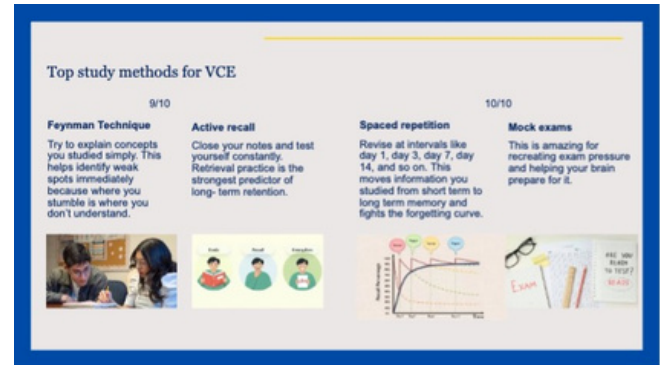 Top study methods for VCE
9/10
Feynman Technique
Try to explain concepts
you studied simply. This
helps identify weak
spots immediately
because where you
stumble is where you
don't understand.
Active recall
Close your notes and test
yourself constantly.
Retrieval practice is the
strongest predictor of
long- term retention.
10/10
Spaced repetition
Revise at intervals like
day 1, day 3, day 7, day
14, and so on. This
moves information you
studied from short term to
long term memory and
fights the forgetting curve.
Mock exams
This is amazing for
recreating exam pressure
and helping your brain
prepare for it.
EXAM
ARE YOU
READY
TO TEST?